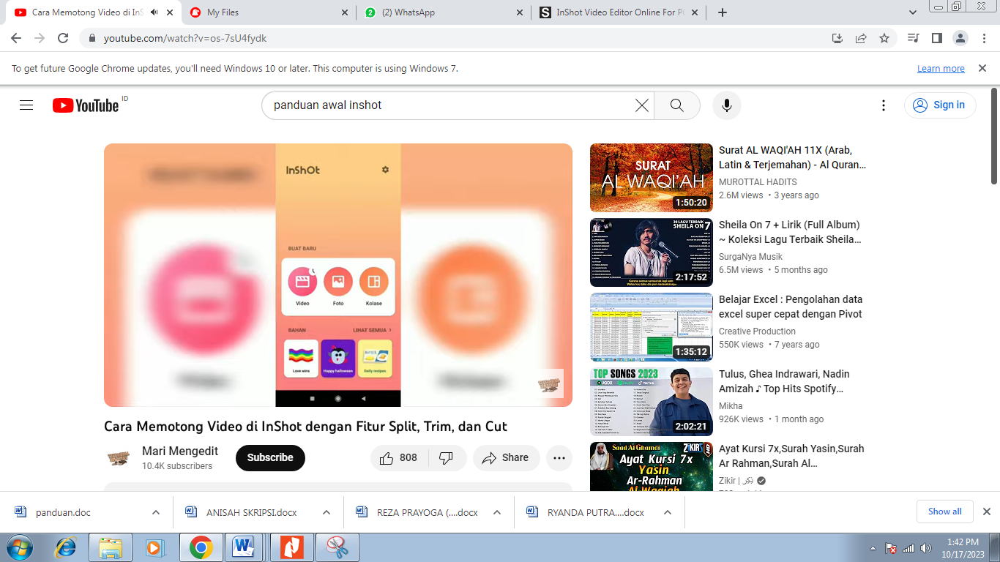 Cara Memotong Video di InS
My Files
(2) WhatsApp
InShot Video Editor Online For PC
youtube.com/watch?v=os-7sU4fydk
To get future Google Chrome updates, you'll need Windows 10 or later. This computer is using Windows 7.
Learn more
YouTube ID
panduan awal inshot
Sign in
InShOt
BUAT BARU
Video
Foto
Kolase
BAHAN
LIHAT SEMUA
Love wins
Happy halloween
Daily recipes
Cara Memotong Video di InShot dengan Fitur Split, Trim, dan Cut
Mari Mengedit
10.4K subscribers
Subscribe
808
Share
SURAT
AL WAQI'AH
1:50:20
Surat AL WAQI'AH 11X (Arab,
Latin & Terjemahan) - Al Quran...
MUROTTAL HADITS
2.6M views • 3 years ago
30 LAGU TERBAIK
SHEILA ON 7
2:17:52
Sheila On 7 + Lirik (Full Album)
~ Koleksi Lagu Terbaik Sheila...
SurgaNya Musik
6.5M views • 5 months ago
1:35:12
Belajar Excel : Pengolahan data
excel super cepat dengan Pivot
Creative Production
550K views • 7 years ago
TOP SONGS 2023
JOOX
TikTok
2:02:21
Tulus, Ghea Indrawari, Nadin
Amizah ♪ Top Hits Spotify...
Mikha
926K views • 1 month ago
Saad Al Ghamdi
ZIKIR
Ayat Kursi 7x
Yasin
Ar-Rahman
Al-Waqiah
Ayat Kursi 7x,Surah Yasin,Surah
Ar Rahman,Surah Al...
Zikir | ذِكْر
panduan.doc
ANISAH SKRIPSI.docx
REZA PRAYOGA (....docx
RYANDA PUTRA....docx
Show all
1:42 PM
10/17/2023